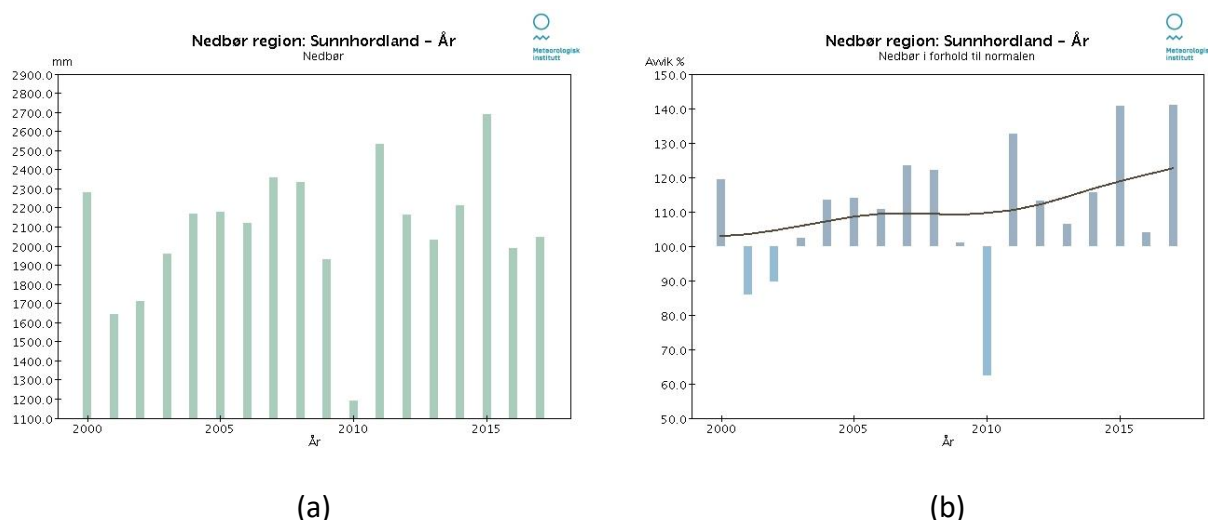 Nedbør region: Sunnhordland – År
Nedbør
Meteorologisk
institutt
mm
2900.0
2800.0
2700.0
2600.0
2500.0
2400.0
2300.0
2200.0
2100.0
2000.0
1900.0
1800.0
1700.0
1600.0
1500.0
1400.0
1300.0
1200.0
1100.0
2000
2005
2010
2015
År
(a)
Nedbør region: Sunnhordland – År
Nedbør i forhold til normalen
Meteorologisk
institutt
Avvik %
150.0
140.0
130.0
120.0
110.0
100.0
90.0
80.0
70.0
60.0
50.0
2000
2005
2010
2015
År
(b)